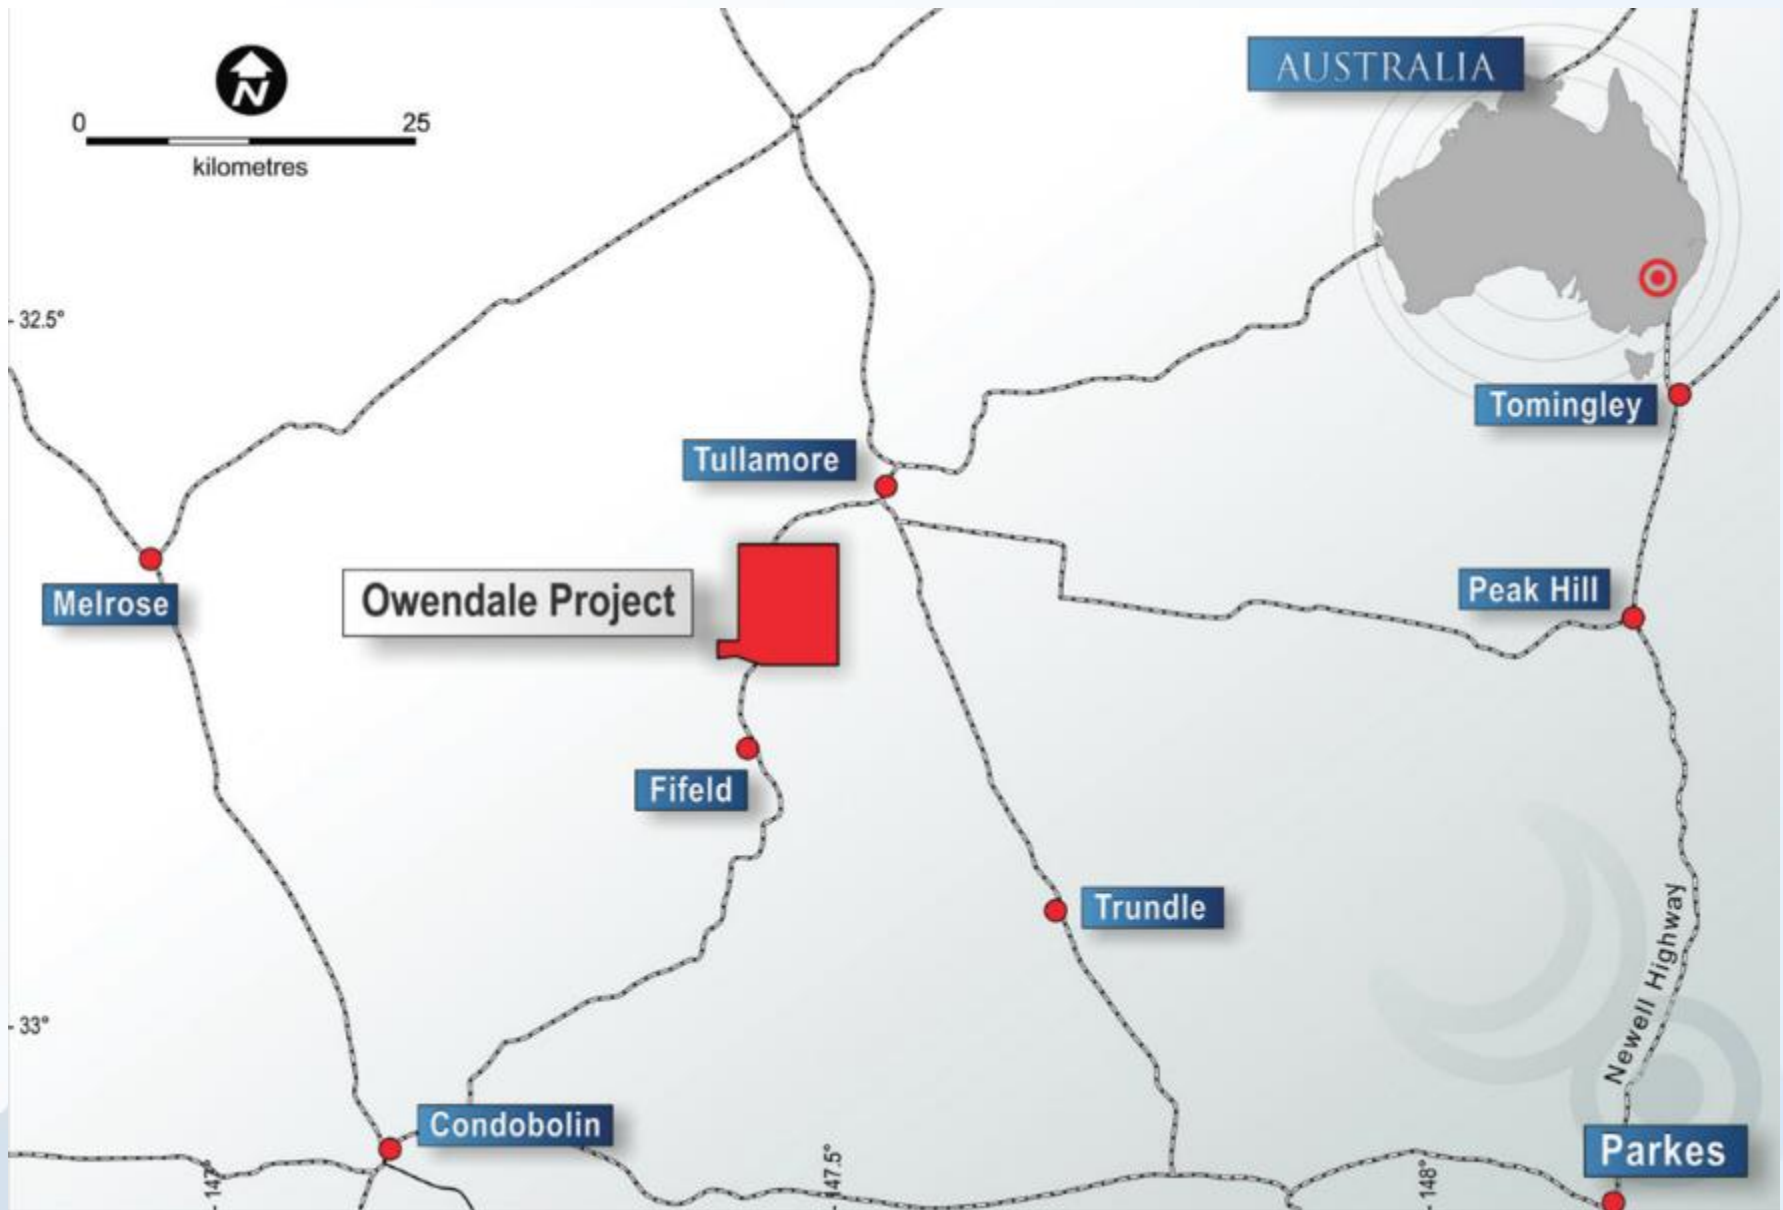 N
0
25
kilometres
AUSTRALIA
32.5°
Tomingley
Tullamore
Owendale Project
Melrose
Peak Hill
Fifeld
Trundle
Newell Highway
33°
Condobolin
Parkes
147°
147.5°
148°